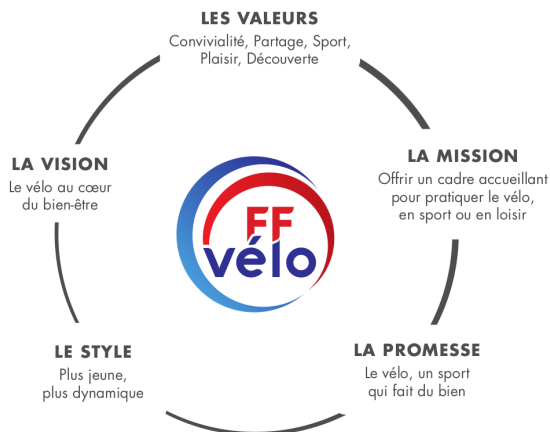 LES VALEURS
Convivialité, Partage, Sport,
Plaisir, Découverte
LA VISION
Le vélo au cœur
du bien-être
LA MISSION
Offrir un cadre accueillant
pour pratiquer le vélo,
en sport ou en loisir
FF
vélo
LE STYLE
Plus jeune,
plus dynamique
LA PROMESSE
Le vélo, un sport
qui fait du bien